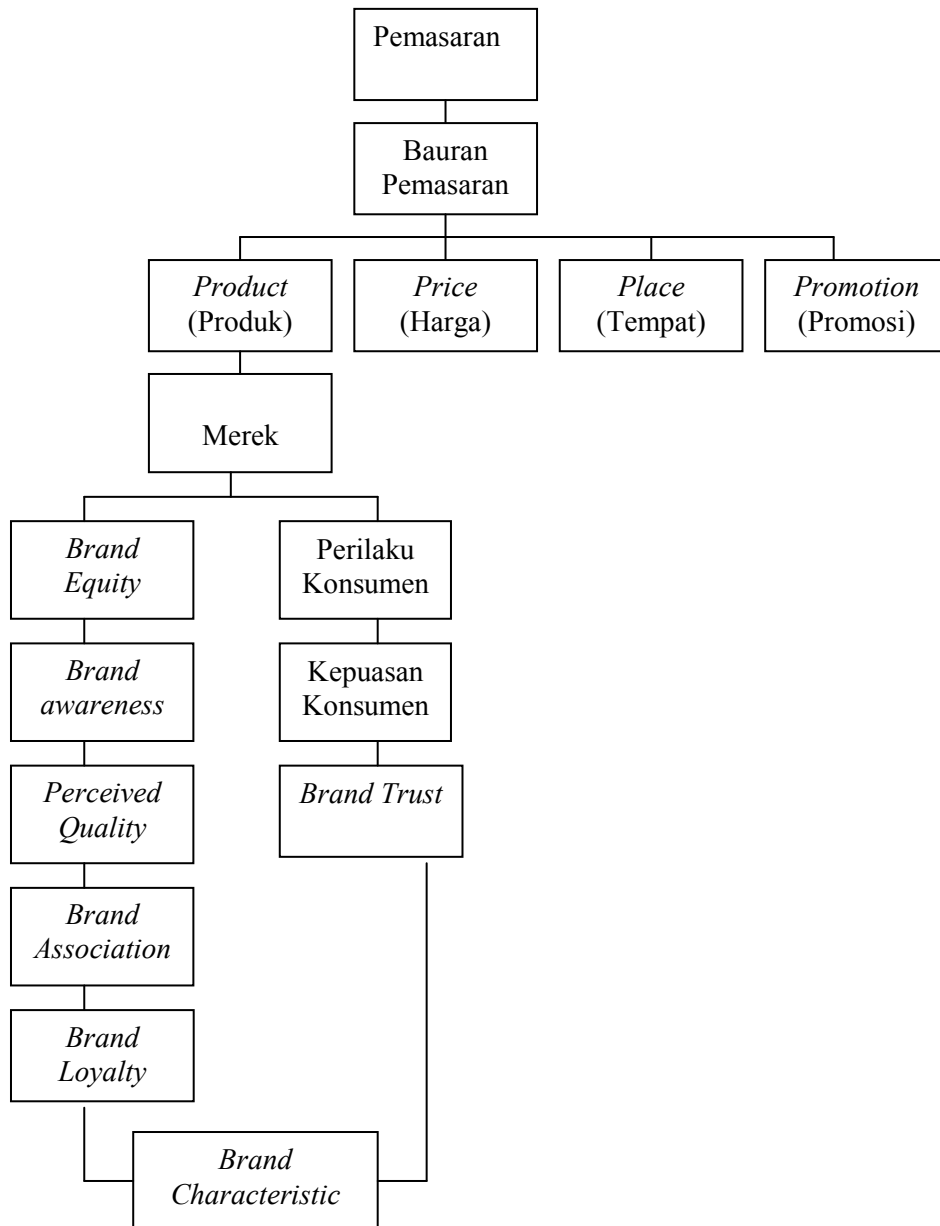 Pemasaran
Bauran
Pemasaran
Product
(Produk)
Price
(Harga)
Place
(Tempat)
Promotion
(Promosi)
Merek
Brand
Equity
Perilaku
Konsumen
Brand
awareness
Kepuasan
Konsumen
Perceived
Quality
Brand Trust
Brand
Association
Brand
Loyalty
Brand
Characteristic